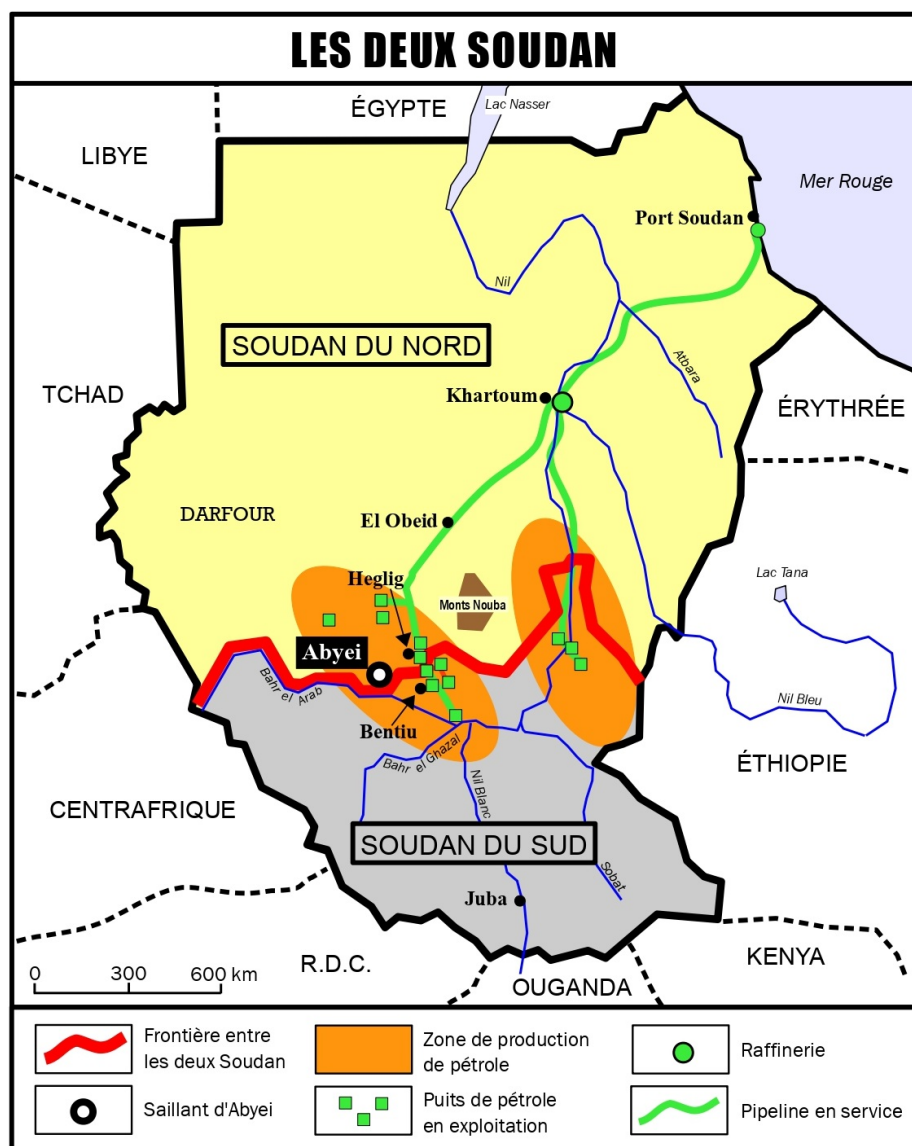 LES DEUX SOUDAN
ÉGYPTE
Lac Nasser
LIBYE
Mer Rouge
Port Soudan
Nil
SOUDAN DU NORD
Atbara
TCHAD
Khartoum
ÉRYTHRÉE
DARFOUR
El Obeid
Heglig
Lac Tana
Monts Nouba
Abyei
Bahr el Arab
Nil Bleu
Bentiu
Bahr el Ghazal
ÉTHIOPIE
Nil Blanc
CENTRAFRIQUE
SOUDAN DU SUD
Sobat
Juba
R.D.C.
KENYA
0 300 600 km
OUGANDA
Frontière entre
les deux Soudan
Zone de production
de pétrole
Raffinerie
Saillant d'Abyei
Puits de pétrole
en exploitation
Pipeline en service